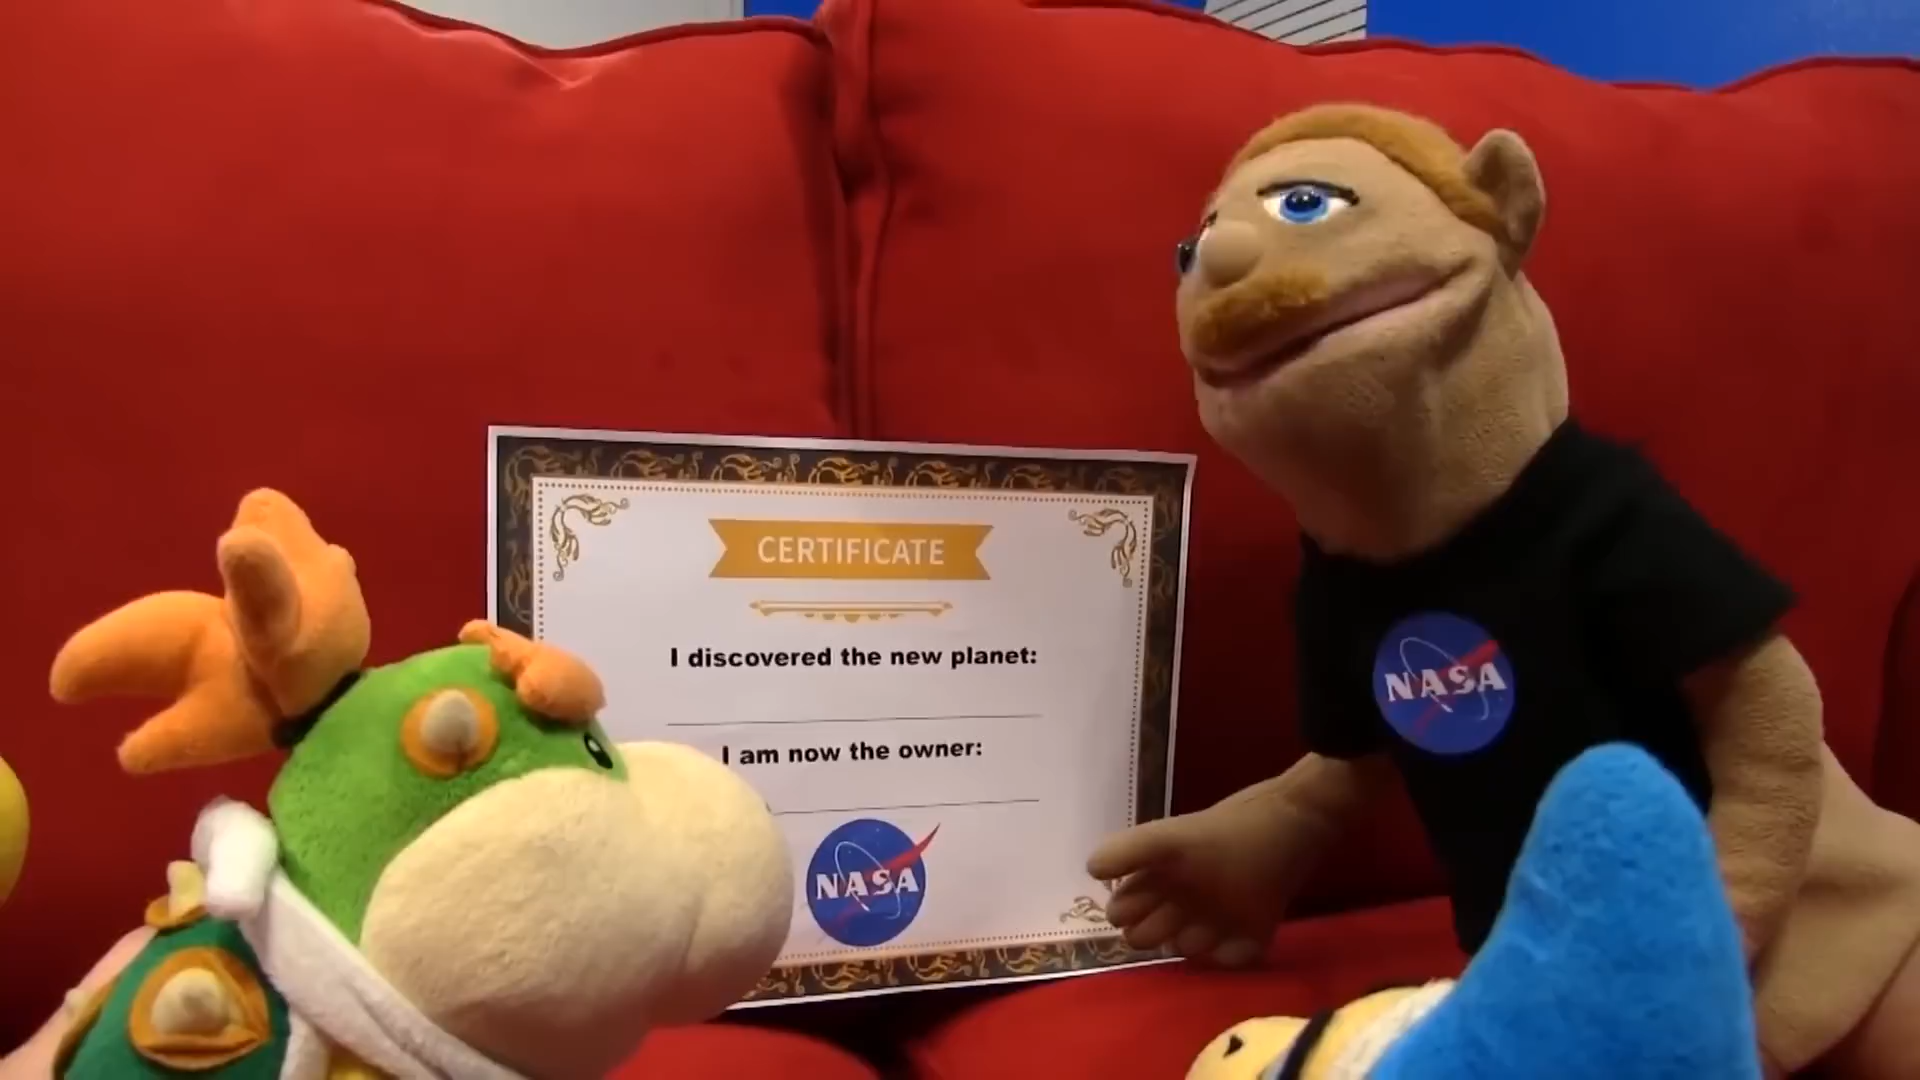 CERTIFICATE
I discovered the new planet:
I am now the owner:
NASA
NASA